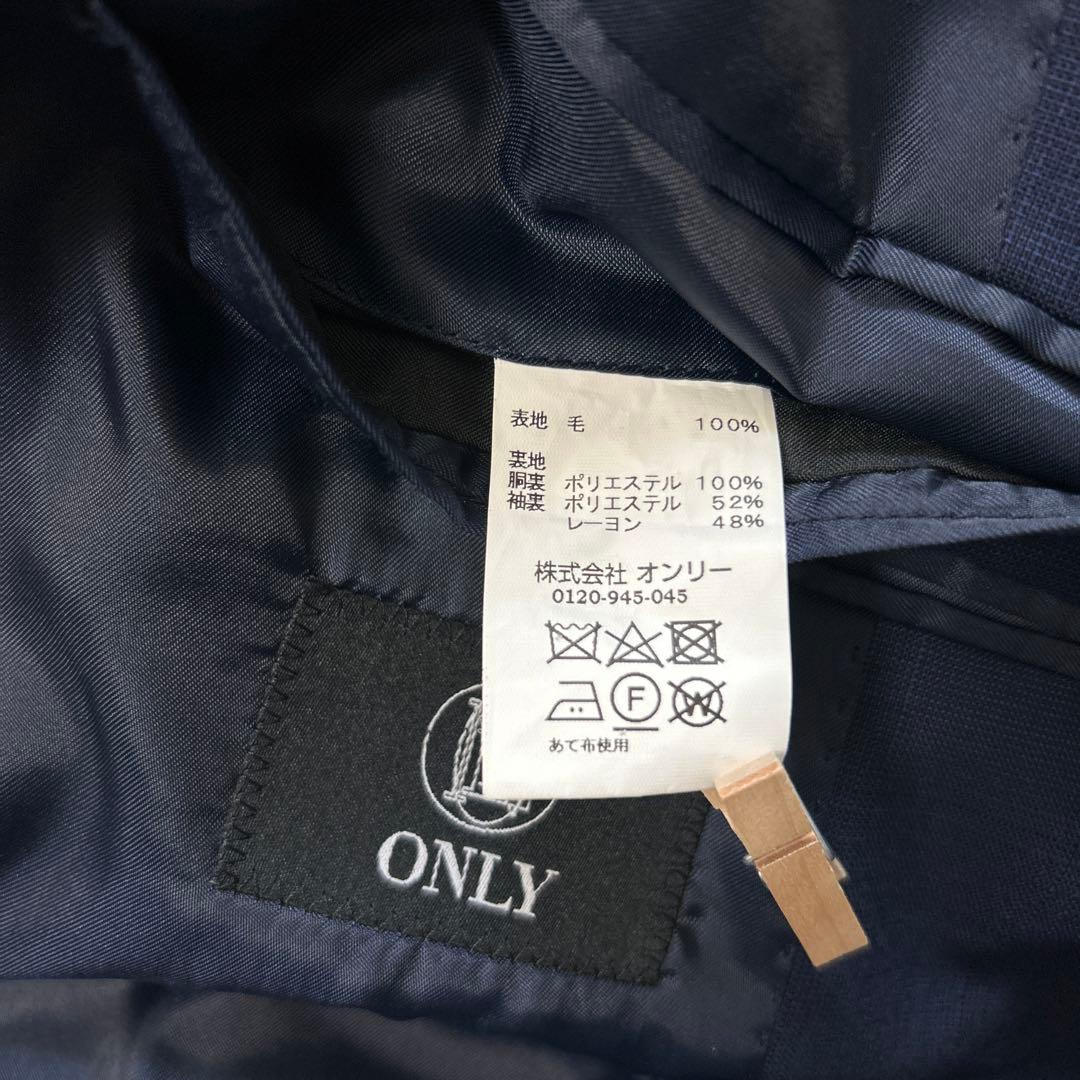 表地 毛 100%
裏地
胴裏 ポリエステル 100%
袖裏 ポリエステル 52%
レーヨン 48%
株式会社 オンリー
0120-945-045
F W
あて布使用
ONLY